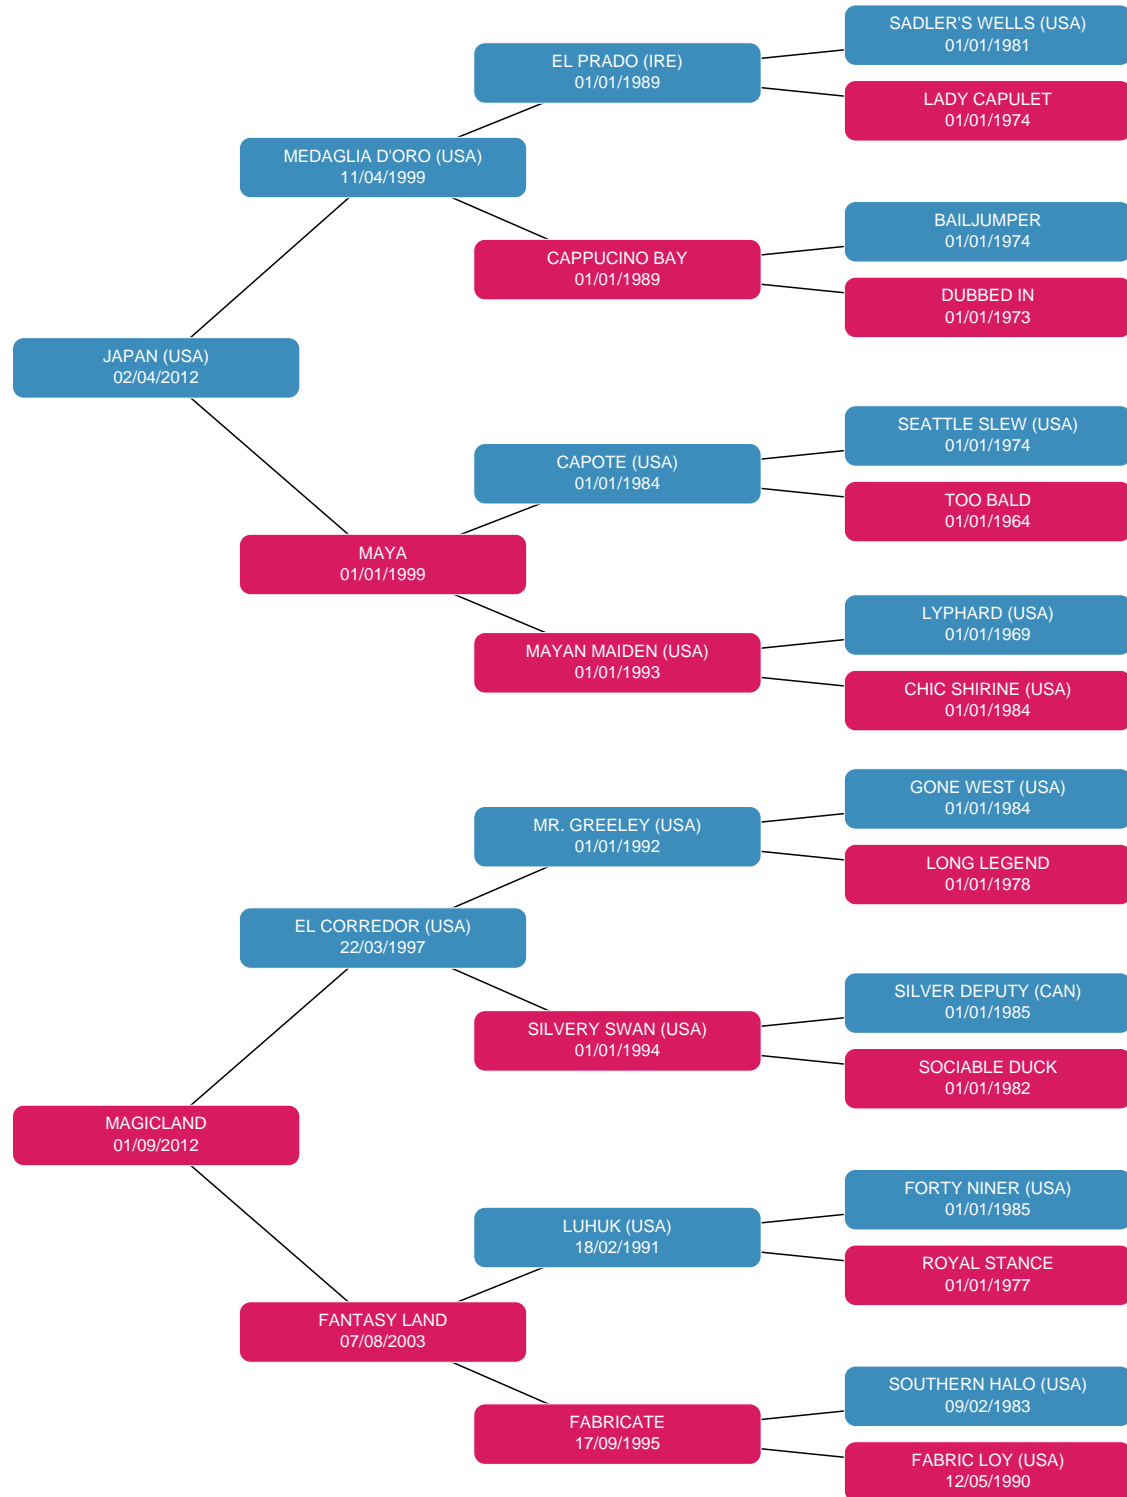 SADLER'S WELLS (USA)
01/01/1981
EL PRADO (IRE)
01/01/1989
LADY CAPULET
01/01/1974
MEDAGLIA D'ORO (USA)
11/04/1999
BAILJUMPER
01/01/1974
CAPPUCINO BAY
01/01/1989
DUBBED IN
01/01/1973
JAPAN (USA)
02/04/2012
SEATTLE SLEW (USA)
01/01/1974
CAPOTE (USA)
01/01/1984
TOO BALD
01/01/1964
MAYA
01/01/1999
LYPHARD (USA)
01/01/1969
MAYAN MAIDEN (USA)
01/01/1993
CHIC SHIRINE (USA)
01/01/1984
GONE WEST (USA)
01/01/1984
MR. GREELEY (USA)
01/01/1992
LONG LEGEND
01/01/1978
EL CORREDOR (USA)
22/03/1997
SILVER DEPUTY (CAN)
01/01/1985
SILVERY SWAN (USA)
01/01/1994
SOCIABLE DUCK
01/01/1982
MAGICLAND
01/09/2012
FORTY NINER (USA)
01/01/1985
LUHUK (USA)
18/02/1991
ROYAL STANCE
01/01/1977
FANTASY LAND
07/08/2003
SOUTHERN HALO (USA)
09/02/1983
FABRICATE
17/09/1995
FABRIC LOY (USA)
12/05/1990